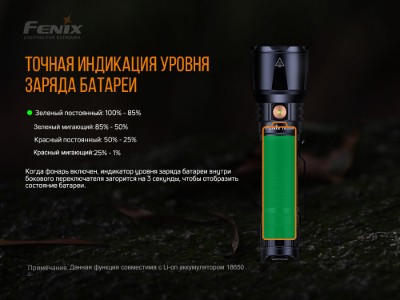 FENIX
ТОЧНАЯ ИНДИКАЦИЯ УРОВНЯ
ЗАРЯДА БАТАРЕИ
Зеленый постоянный: 100% - 85%
Зеленый мигающий: 85% - 50%
Красный постоянный: 50% - 25%
Красный мигающий: 25% - 1%
Когда фонарь включен, индикатор уровня заряда батареи внутри
бокового переключателя загорится на 3 секунды, чтобы отобразить
состояние батареи.
Примечание: Данная функция совместима с Li-on аккумулятором 18650